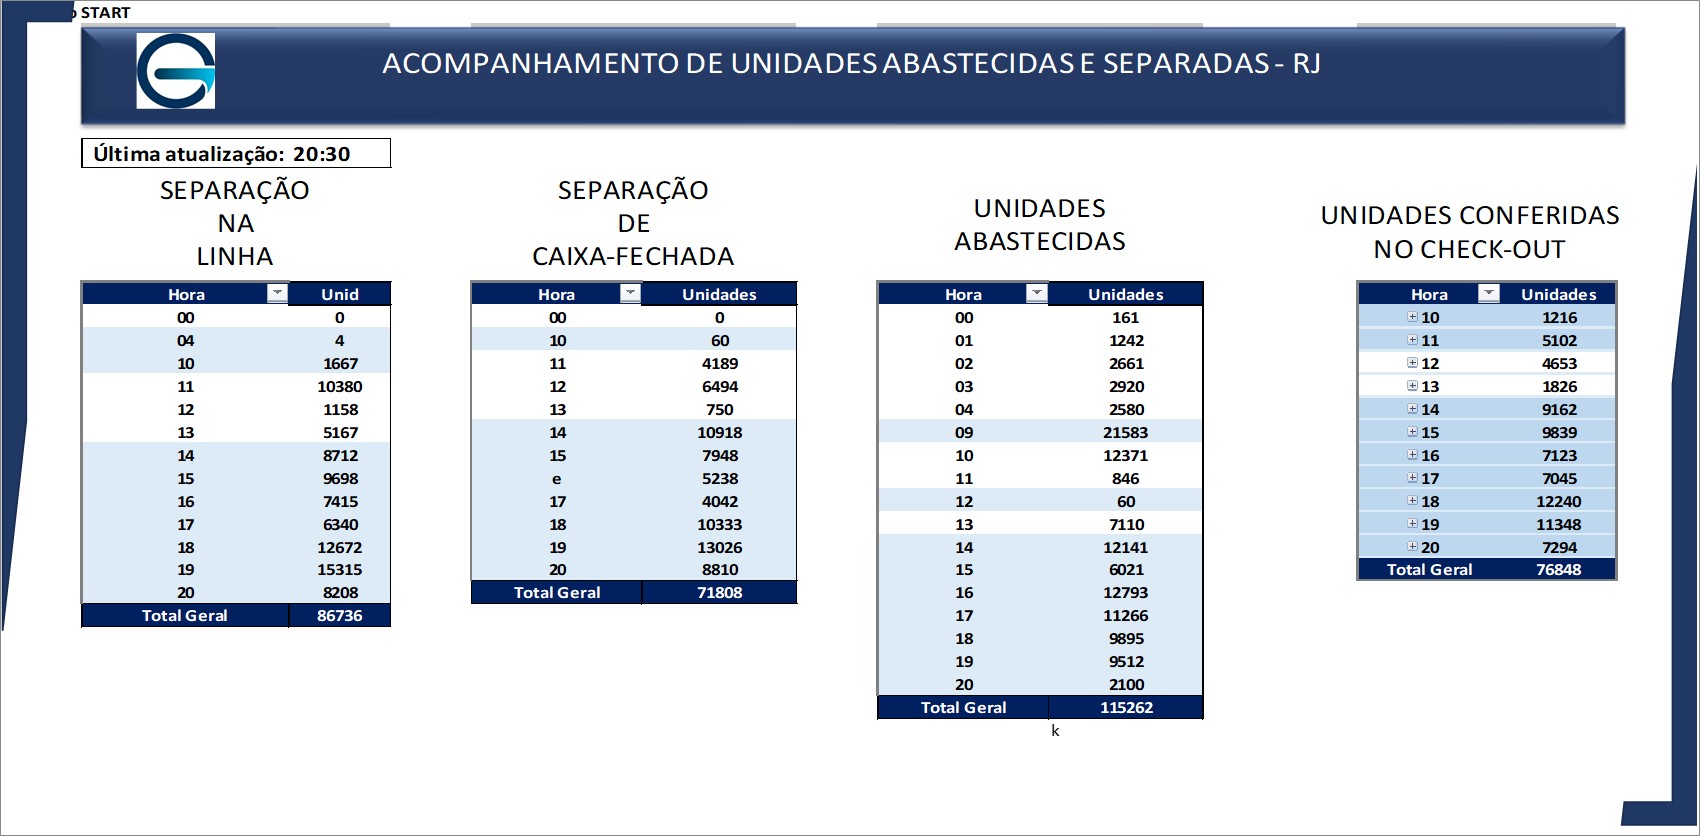 START
ACOMPANHAMENTO DE UNIDADES ABASTECIDAS E SEPARADAS - RJ
Última atualização: 20:30
SEPARAÇÃO
NA
LINHA
Hora Unid
00 0
04 4
10 1667
11 10380
12 1158
13 5167
14 8712
15 9698
16 7415
17 6340
18 12672
19 15315
20 8208
Total Geral 86736
SEPARAÇÃO
DE
CAIXA-FECHADA
Hora Unidades
00 0
10 60
11 4189
12 6494
13 750
14 10918
15 7948
e 5238
17 4042
18 10333
19 13026
20 8810
Total Geral 71808
UNIDADES
ABASTECIDAS
Hora Unidades
00 161
01 1242
02 2661
03 2920
04 2580
09 21583
10 12371
11 846
12 60
13 7110
14 12141
15 6021
16 12793
17 11266
18 9895
19 9512
20 2100
Total Geral 115262
k
UNIDADES CONFERIDAS
NO CHECK-OUT
Hora Unidades
10 1216
11 5102
12 4653
13 1826
14 9162
15 9839
16 7123
17 7045
18 12240
19 11348
20 7294
Total Geral 76848